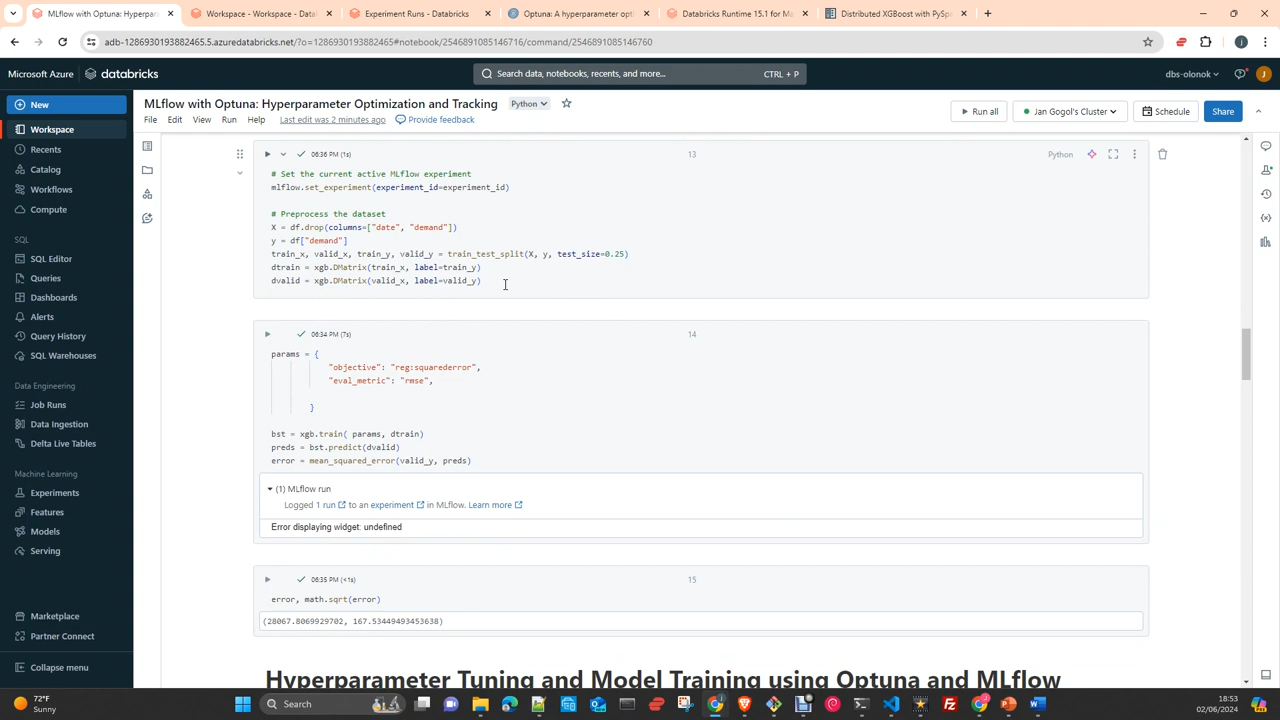 MLflow with Optuna: Hyperpara
Workspace - Workspace - Datab
Experiment Runs - Databricks
Optuna: A hyperparameter opti
Databricks Runtime 15.1 for Ma
Distributed XGBoost with PySpa
adb-1286930193882465.5.azuredatabricks.net/?o=1286930193882465#notebook/2546891085146716/command/2546891085146760
Microsoft Azure
databricks
Search data, notebooks, recents, and more...
CTRL + P
dbs-olonok
J
New
Workspace
Recents
Catalog
Workflows
Compute
SQL
SQL Editor
Queries
Dashboards
Alerts
Query History
SQL Warehouses
Data Engineering
Job Runs
Data Ingestion
Delta Live Tables
Machine Learning
Experiments
Features
Models
Serving
Marketplace
Partner Connect
Collapse menu
MLflow with Optuna: Hyperparameter Optimization and Tracking
Python
File Edit View Run Help Last edit was 2 minutes ago Provide feedback
Run all
Jan Gogol's Cluster
Schedule
Share
06:36 PM (1s)
13
Python
# Set the current active MLflow experiment
mlflow.set_experiment(experiment_id=experiment_id)
# Preprocess the dataset
X = df.drop(columns=["date", "demand"])
y = df["demand"]
train_x, valid_x, train_y, valid_y = train_test_split(X, y, test_size=0.25)
dtrain = xgb.DMatrix(train_x, label=train_y)
dvalid = xgb.DMatrix(valid_x, label=valid_y)
06:34 PM (7s)
14
params = {
"objective": "reg:squarederror",
"eval_metric": "rmse",
}
bst = xgb.train( params, dtrain)
preds = bst.predict(dvalid)
error = mean_squared_error(valid_y, preds)
(1) MLflow run
Logged 1 run to an experiment in MLflow. Learn more
Error displaying widget: undefined
06:35 PM (<1s)
15
error, math.sqrt(error)
(28067.8069929702, 167.53449493453638)
Hyperparameter Tuning and Model Training using Optuna and MLflow
72°F
Sunny
Search
18:53
02/06/2024